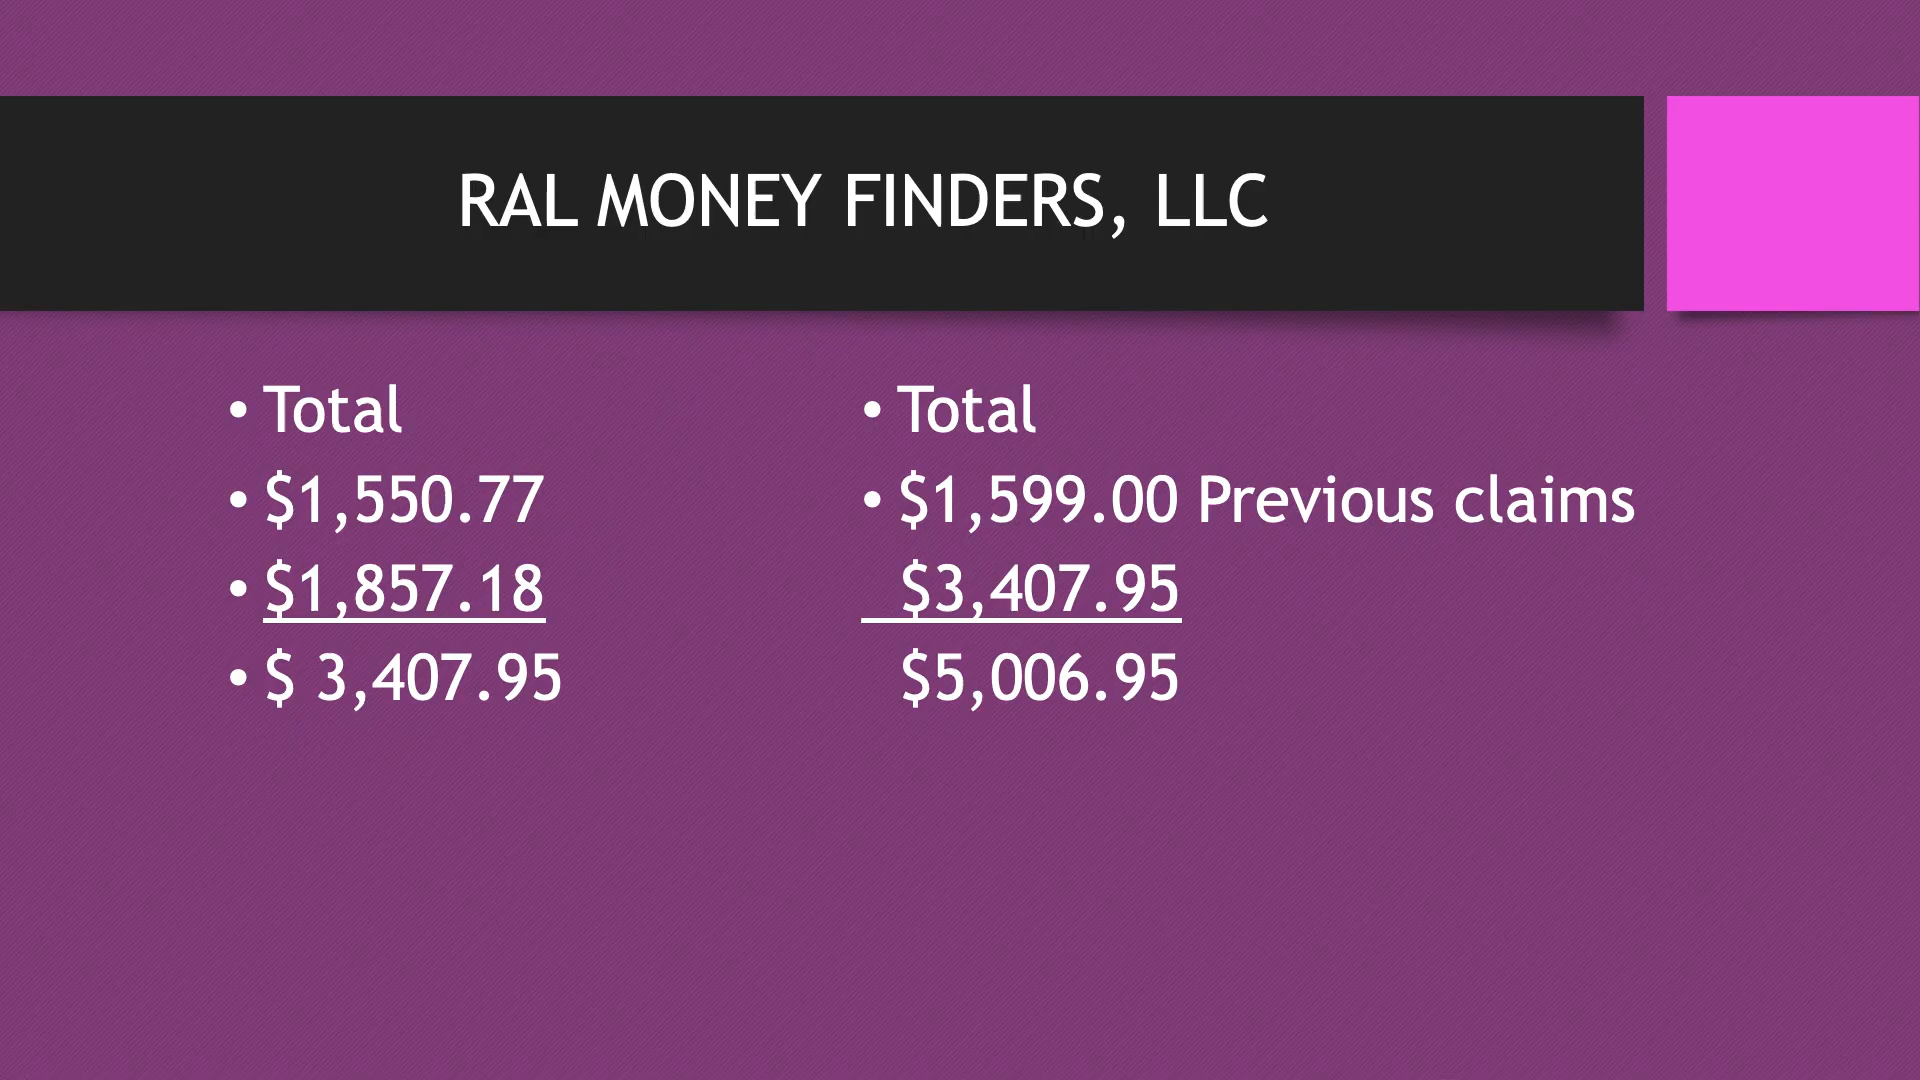 RAL MONEY FINDERS, LLC
• Total
• $1,550.77
• $1,857.18
• $ 3,407.95
• Total
• $1,599.00 Previous claims
$3,407.95
$5,006.95